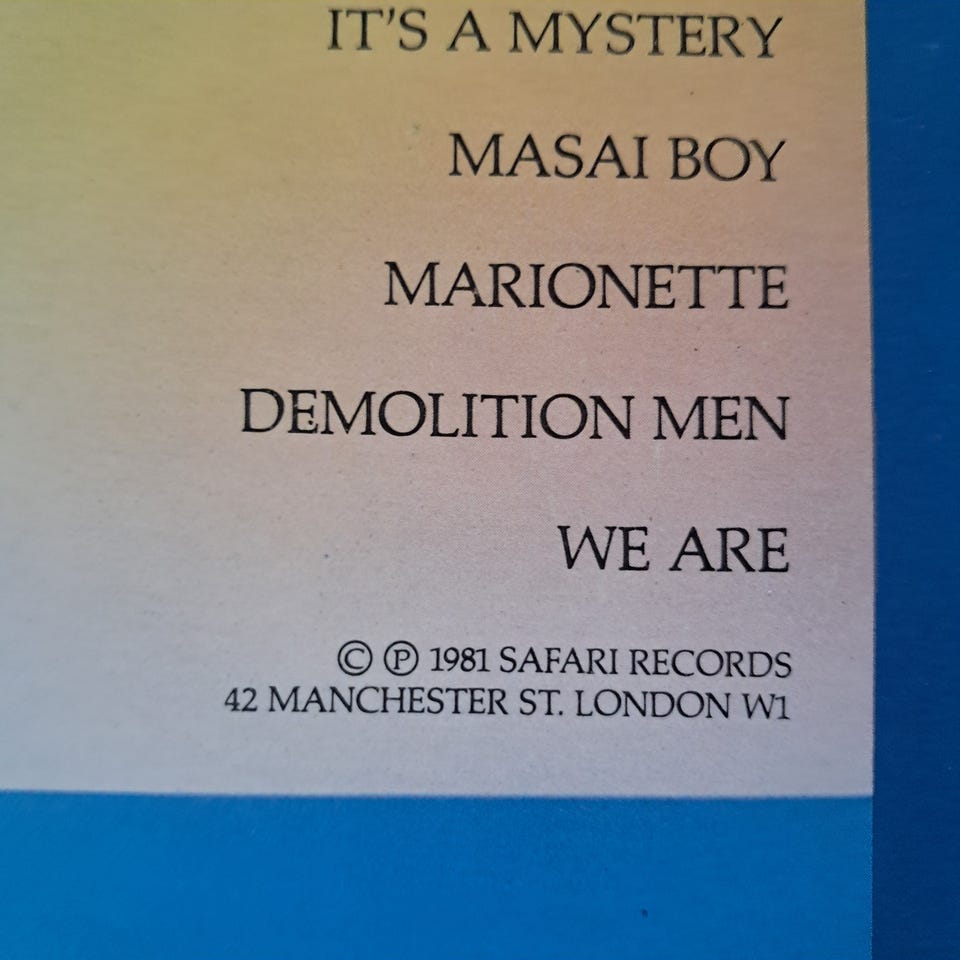 IT'S A MYSTERY
MASAI BOY
MARIONETTE
DEMOLITION MEN
WE ARE
© ℗ 1981 SAFARI RECORDS
42 MANCHESTER ST. LONDON W1